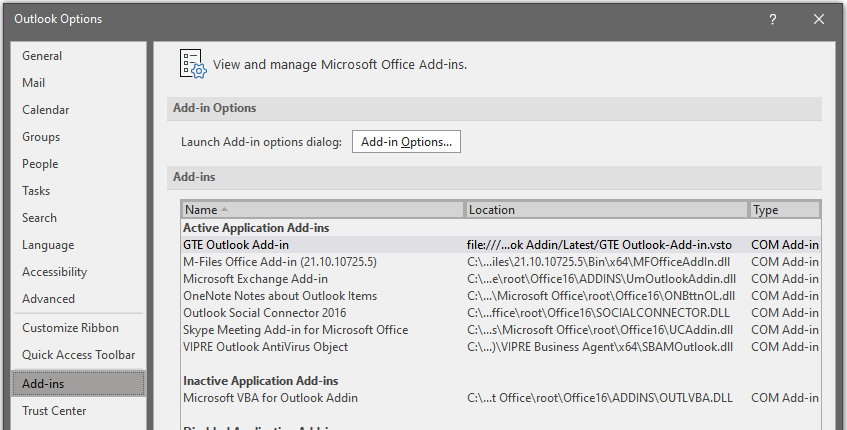 Outlook Options
?
General
Mail
Calendar
Groups
People
Tasks
Search
Language
Accessibility
Advanced
Customize Ribbon
Quick Access Toolbar
Add-ins
Trust Center
View and manage Microsoft Office Add-ins.
Add-in Options
Launch Add-in options dialog: Add-in Options...
Add-ins
Name Location Type
Active Application Add-ins
GTE Outlook Add-in file:///...ok Addin/Latest/GTE Outlook-Add-in.vsto COM Add-in
M-Files Office Add-in (21.10.10725.5) C:\...iles\21.10.10725.5\Bin\x64\MFOfficeAddIn.dll COM Add-in
Microsoft Exchange Add-in C:\...e\root\Office16\ADDINS\UmOutlookAddin.dll COM Add-in
OneNote Notes about Outlook Items C:\...\Microsoft Office\root\Office16\ONBttnOL.dll COM Add-in
Outlook Social Connector 2016 C:\...ffice\root\Office16\SOCIALCONNECTOR.DLL COM Add-in
Skype Meeting Add-in for Microsoft Office C:\...s\Microsoft Office\root\Office16\UCAddin.dll COM Add-in
VIPRE Outlook AntiVirus Object C:\...)\VIPRE Business Agent\x64\SBAMOutlook.dll COM Add-in
Inactive Application Add-ins
Microsoft VBA for Outlook Addin C:\...t Office\root\Office16\ADDINS\OUTLVBA.DLL COM Add-in